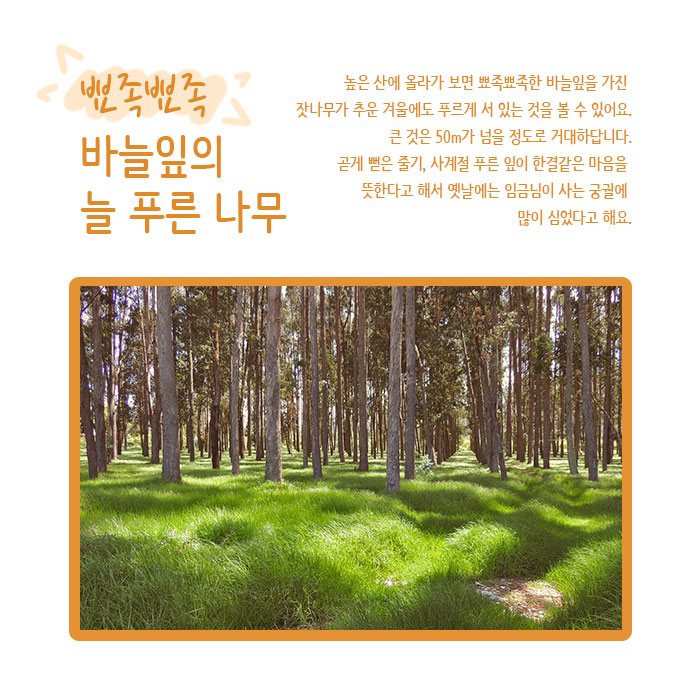 뾰족뾰족
바늘잎의
늘 푸른 나무
높은 산에 올라가 보면 뾰족뾰족한 바늘잎을 가진
잣나무가 추운 겨울에도 푸르게 서 있는 것을 볼 수 있어요.
큰 것은 50m가 넘을 정도로 거대하답니다.
곧게 뻗은 줄기, 사계절 푸른 잎이 한결같은 마음을
뜻한다고 해서 옛날에는 임금님이 사는 궁궐에
많이 심었다고 해요.